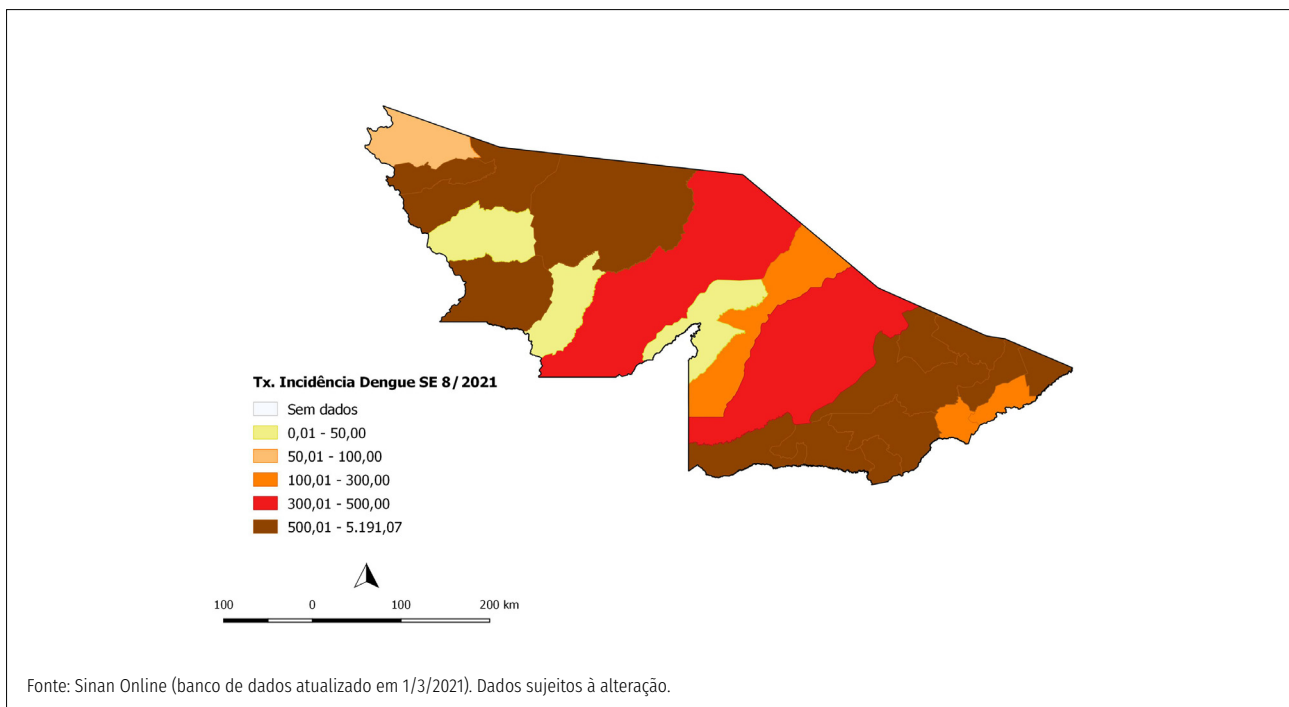 Tx. Incidência Dengue SE 8/2021
Sem dados
0,01 - 50,00
50,01 - 100,00
100,01 - 300,00
300,01 - 500,00
500,01 - 5.191,07
100 0 100 200 km
Fonte: Sinan Online (banco de dados atualizado em 1/3/2021). Dados sujeitos à alteração.